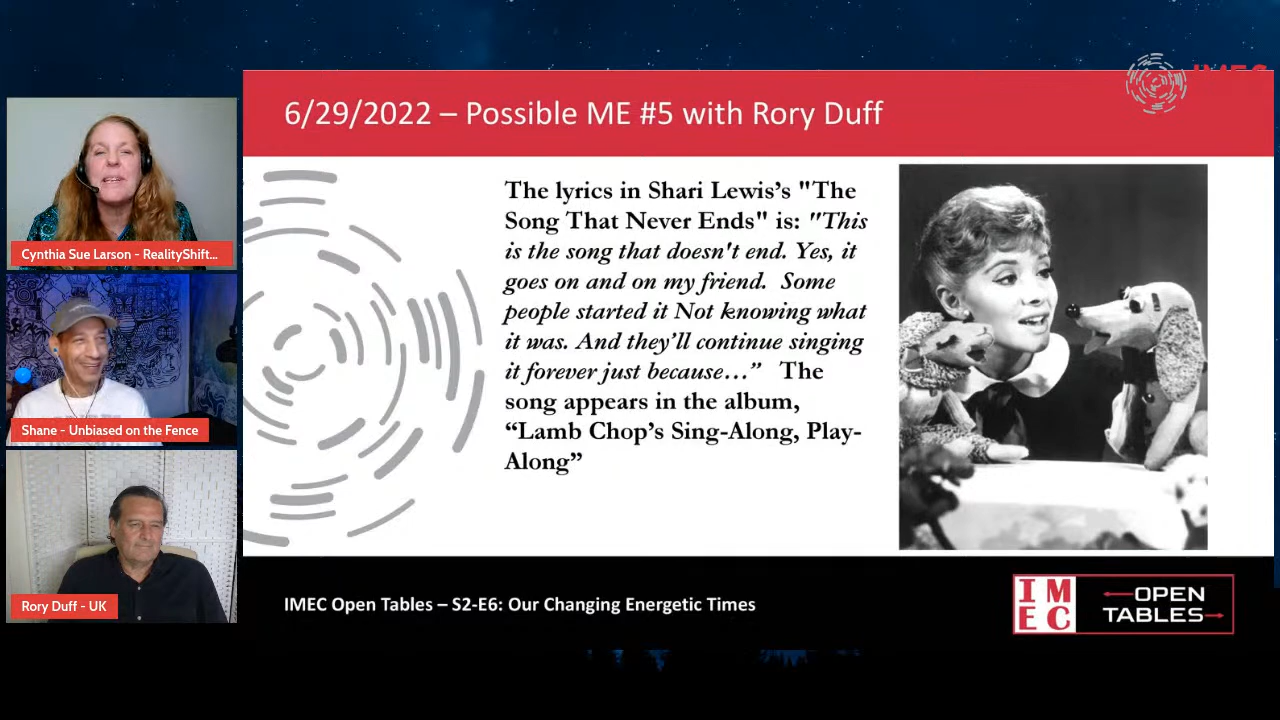 IMEC
6/29/2022 – Possible ME #5 with Rory Duff
The lyrics in Shari Lewis’s "The
Song That Never Ends" is: "This
is the song that doesn't end. Yes, it
goes on and on my friend. Some
people started it Not knowing what
it was. And they’ll continue singing
it forever just because…” The
song appears in the album,
“Lamb Chop’s Sing-Along, Play-
Along”
Cynthia Sue Larson - RealityShift...
Shane - Unbiased on the Fence
Rory Duff - UK
IMEC Open Tables – S2-E6: Our Changing Energetic Times
IM
EC
OPEN
TABLES